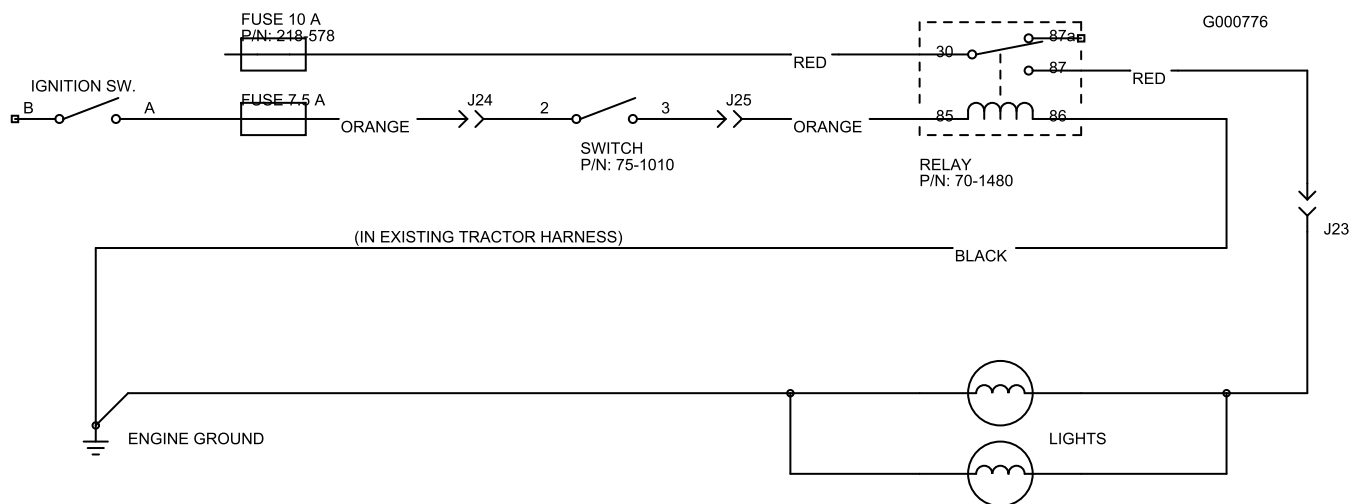 FUSE 10 A
P/N: 218-578
G000776
87a
30
RED
87
RED
IGNITION SW.
B
A
FUSE 7.5 A
ORANGE
J24
2
3
J25
ORANGE
85
86
SWITCH
P/N: 75-1010
RELAY
P/N: 70-1480
J23
(IN EXISTING TRACTOR HARNESS)
BLACK
ENGINE GROUND
LIGHTS